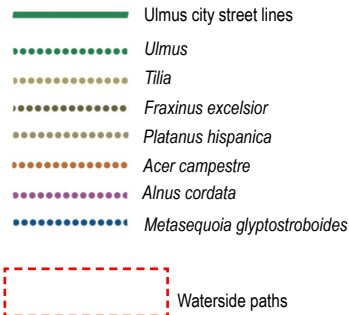 Ulmus city street lines
Ulmus
Tilia
Fraxinus excelsior
Platanus hispanica
Acer campestre
Alnus cordata
Metasequoia glyptostroboides
Waterside paths